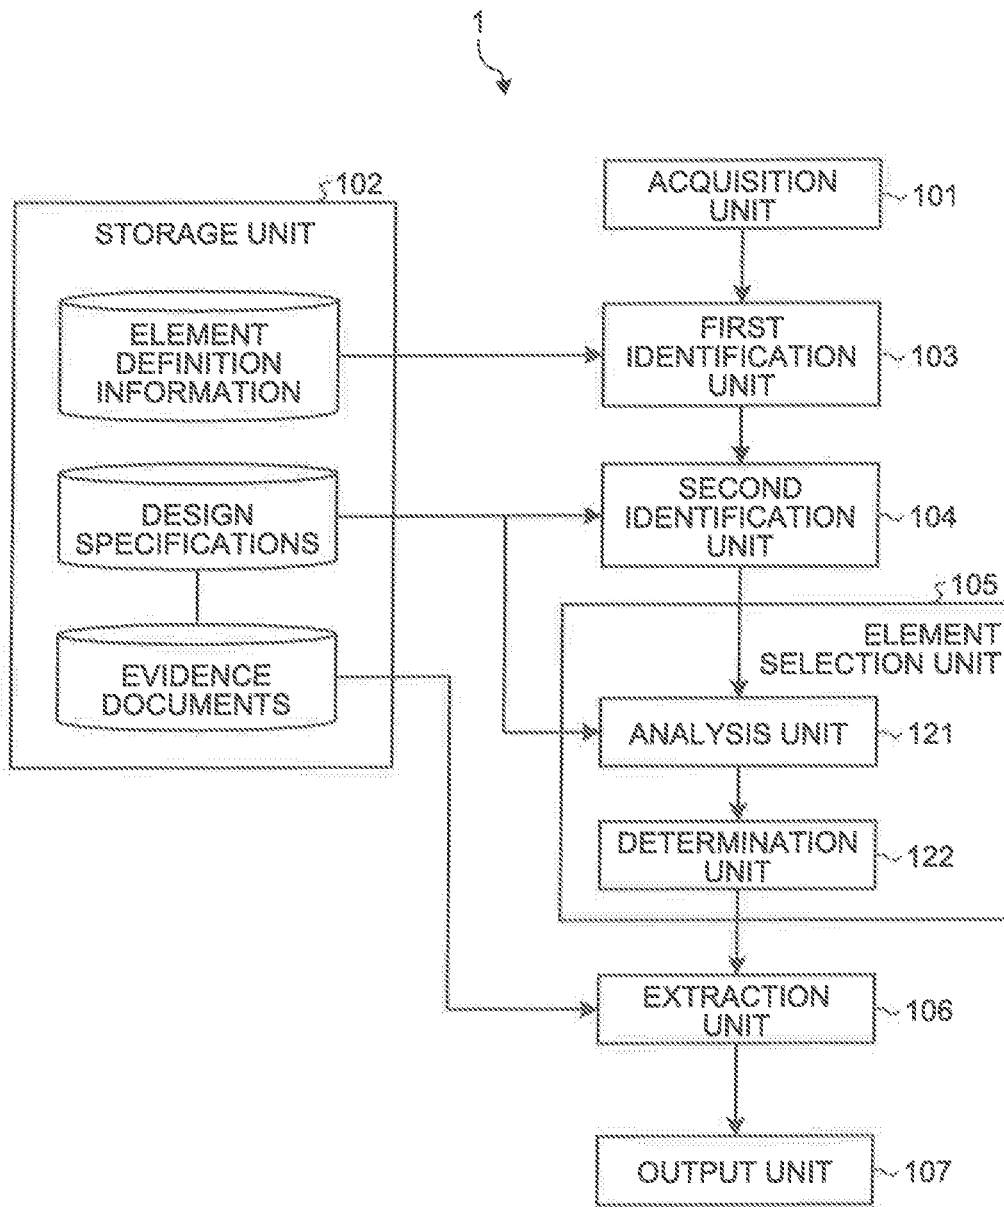 1
102
STORAGE UNIT
ELEMENT
DEFINITION
INFORMATION
DESIGN
SPECIFICATIONS
EVIDENCE
DOCUMENTS
ACQUISITION
UNIT
101
FIRST
IDENTIFICATION
UNIT
103
SECOND
IDENTIFICATION
UNIT
104
105
ELEMENT
SELECTION UNIT
ANALYSIS UNIT
121
DETERMINATION
UNIT
122
EXTRACTION
UNIT
106
OUTPUT UNIT
107